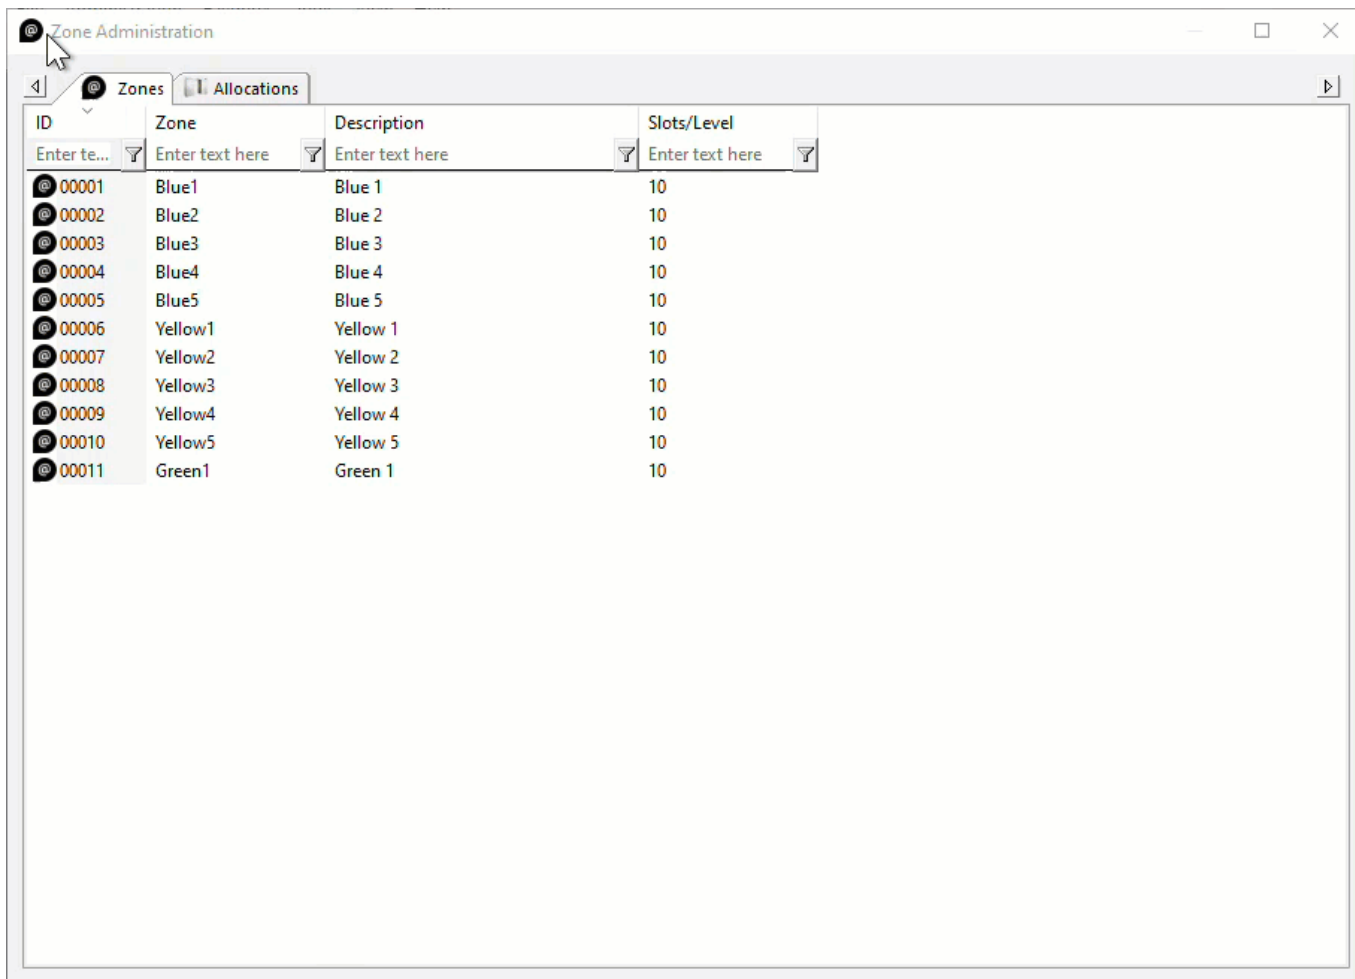 Zone Administration
Zones Allocations
ID Zone Description Slots/Level
Enter te... Enter text here Enter text here Enter text here
@ 00001 Blue1 Blue 1 10
@ 00002 Blue2 Blue 2 10
@ 00003 Blue3 Blue 3 10
@ 00004 Blue4 Blue 4 10
@ 00005 Blue5 Blue 5 10
@ 00006 Yellow1 Yellow 1 10
@ 00007 Yellow2 Yellow 2 10
@ 00008 Yellow3 Yellow 3 10
@ 00009 Yellow4 Yellow 4 10
@ 00010 Yellow5 Yellow 5 10
@ 00011 Green1 Green 1 10